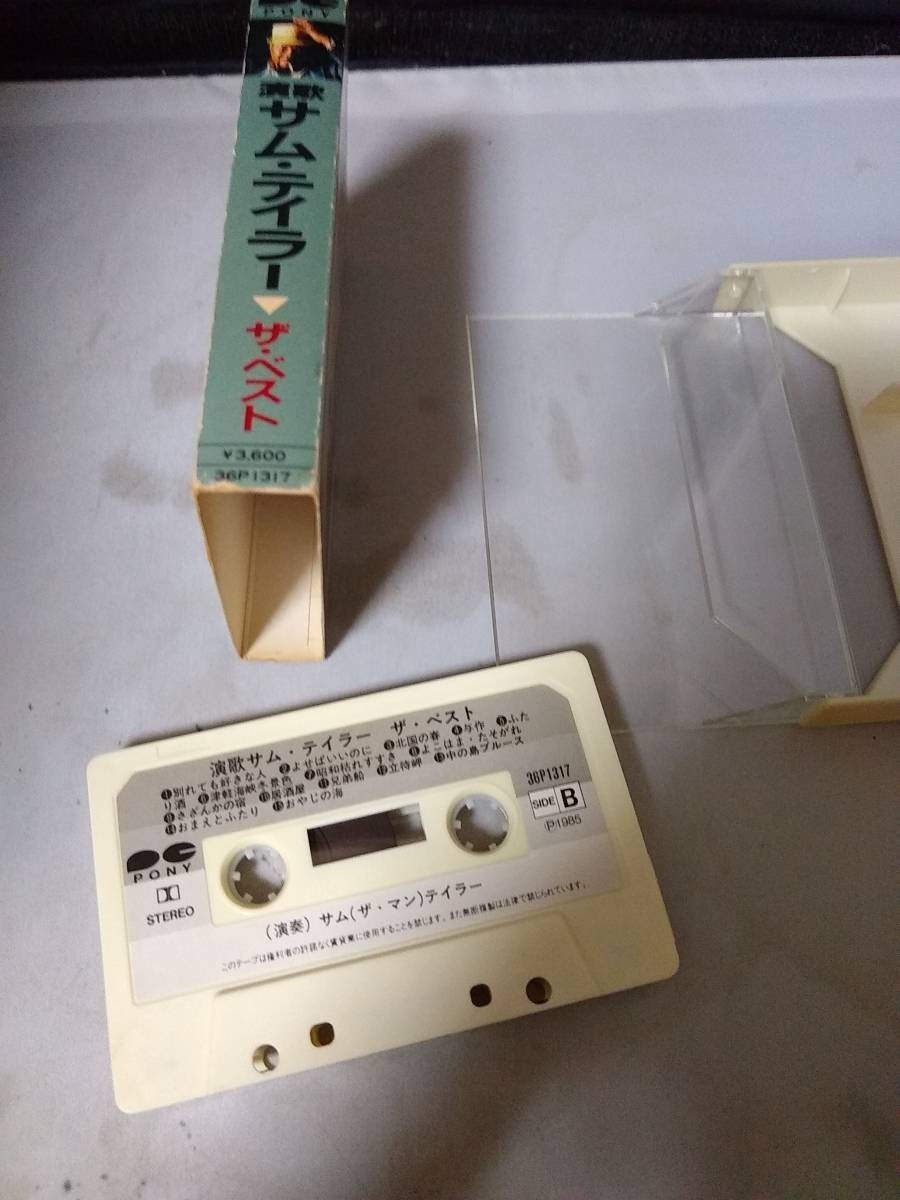 PONY
演歌
サム・テイラー
ザ・ベスト
¥3,600
36P1317
演歌サム・テイラー ザ・ベスト
❶別れても好きな人 ❷よせばいいのに ❸北国の春 ❹与作 ❺ふた
り酒 ❻津軽海峡冬景色 ❼昭和枯れすすき ❽よこはま・たそがれ
❾さざんかの宿 ❿居酒屋 ⓫兄弟船 ⓬立待岬 ⓭中の島ブルース
⓮おまえとふたり ⓯おやじの海
36P1317
SIDE B
Ⓟ1985
PONY
STEREO
(演奏) サム(ザ・マン)テイラー
このテープは権利者の許諾なく賃貸業に使用することを禁じます。また無断複製は法律で禁じられています。